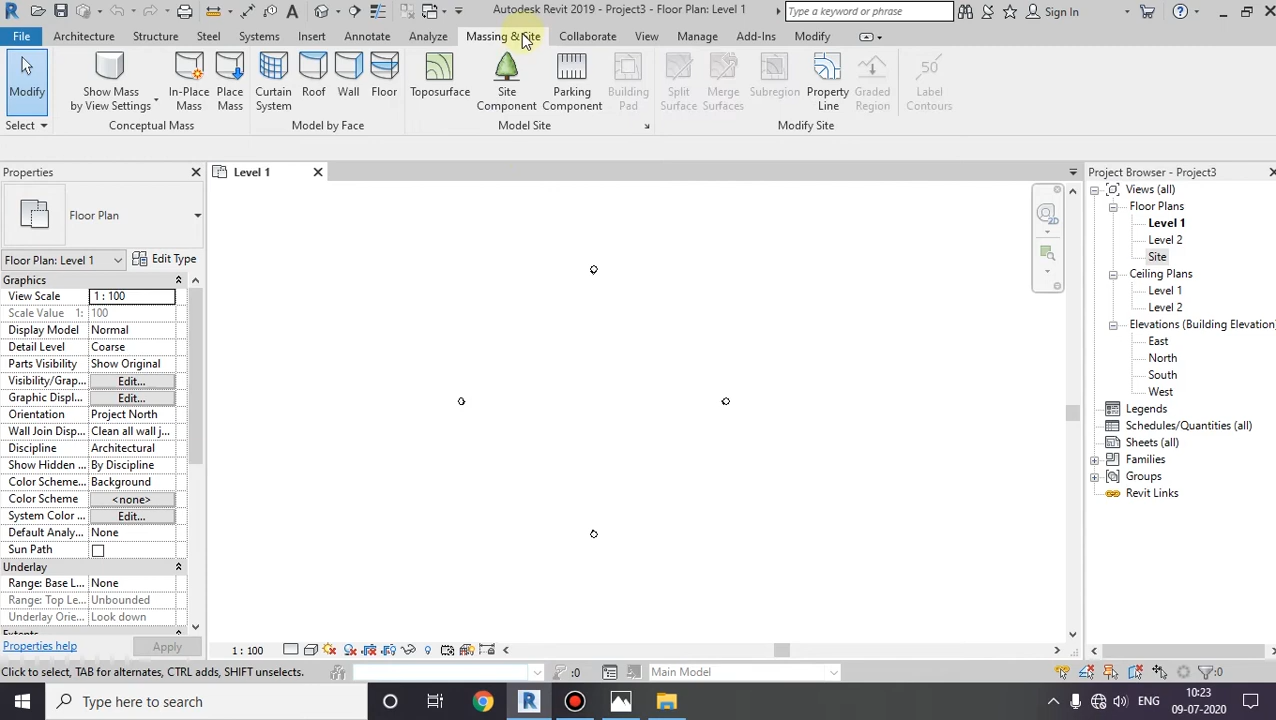 Autodesk Revit 2019 - Project3 - Floor Plan: Level 1
Type a keyword or phrase
Sign In
File Architecture Structure Steel Systems Insert Annotate Analyze Massing & Site Collaborate View Manage Add-Ins Modify
Modify
Show Mass by View Settings
In-Place Mass
Place Mass
Curtain System
Roof
Wall
Floor
Toposurface
Site Component
Parking Component
Building Pad
Split Surface
Merge Surfaces
Subregion
Property Line
Graded Region
50
Label Contours
Select
Conceptual Mass
Model by Face
Model Site
Modify Site
Properties
Floor Plan
Floor Plan: Level 1
Edit Type
Graphics
View Scale 1 : 100
Scale Value 1: 100
Display Model Normal
Detail Level Coarse
Parts Visibility Show Original
Visibility/Grap... Edit...
Graphic Displ... Edit...
Orientation Project North
Wall Join Disp... Clean all wall j...
Discipline Architectural
Show Hidden ... By Discipline
Color Scheme... Background
Color Scheme <none>
System Color ... Edit...
Default Analy... None
Sun Path
Underlay
Range: Base L... None
Range: Top Le... Unbounded
Underlay Orie... Look down
Extents
Properties help
Apply
Level 1
2D
Project Browser - Project3
Views (all)
Floor Plans
Level 1
Level 2
Site
Ceiling Plans
Level 1
Level 2
Elevations (Building Elevation)
East
North
South
West
Legends
Schedules/Quantities (all)
Sheets (all)
Families
Groups
Revit Links
1 : 100
Click to select, TAB for alternates, CTRL adds, SHIFT unselects.
:0
Main Model
:0
Type here to search
ENG
10:23
09-07-2020